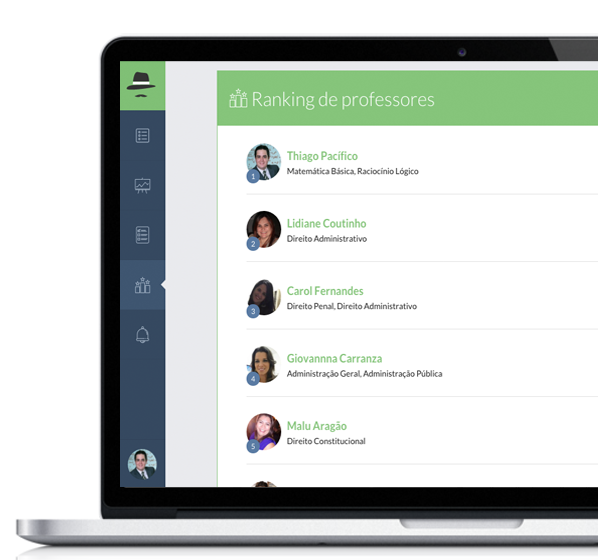 Ranking de professores
1
Thiago Pacífico
Matemática Básica, Raciocínio Lógico
2
Lidiane Coutinho
Direito Administrativo
3
Carol Fernandes
Direito Penal, Direito Administrativo
4
Giovannna Carranza
Administração Geral, Administração Pública
5
Malu Aragão
Direito Constitucional